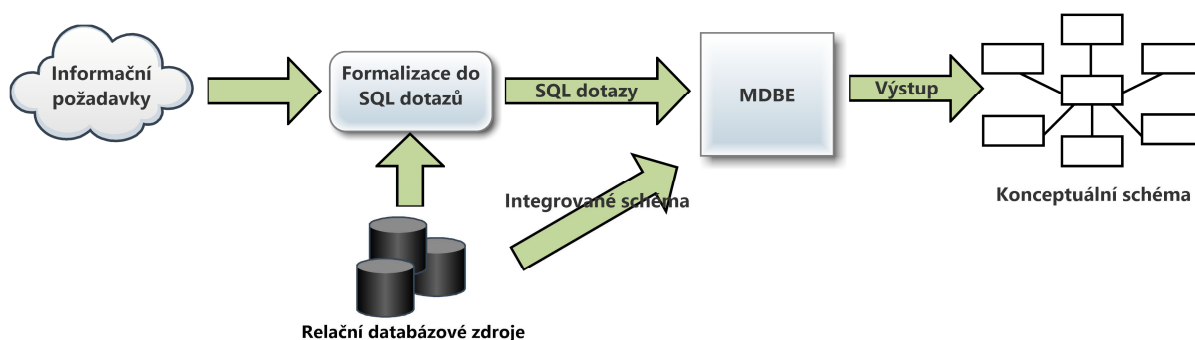 Informační
požadavky
Formalizace do
SQL dotazů
SQL dotazy
MDBE
Výstup
Integrované schéma
Konceptuální schéma
Relační databázové zdroje